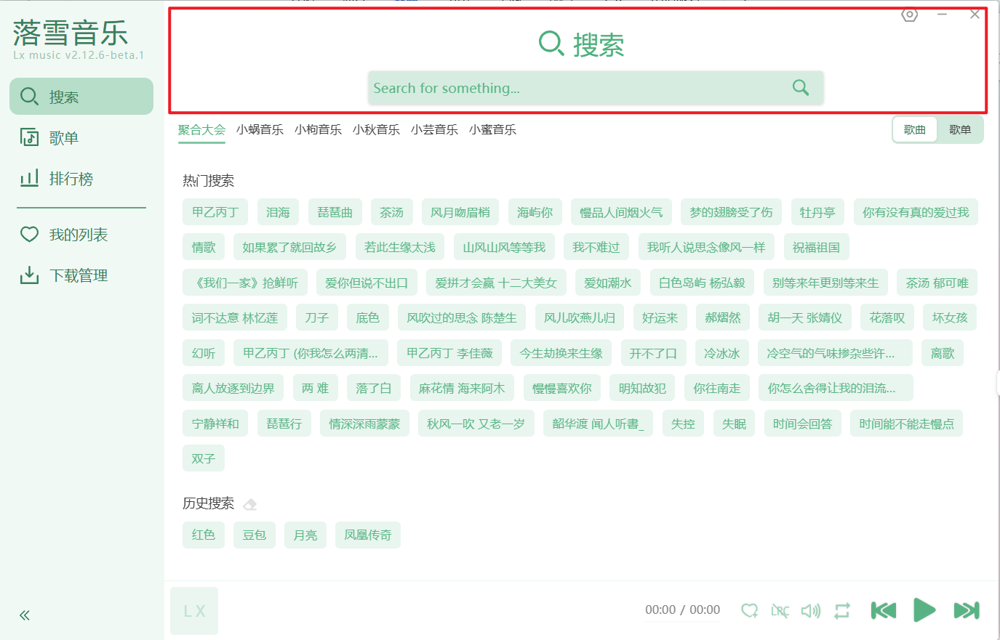 落雪音乐
Lx music v2.12.6-beta.1
搜索
歌单
排行榜
我的列表
下载管理
搜索
Search for something...
聚合大会 小蜗音乐 小枸音乐 小秋音乐 小芸音乐 小蜜音乐
歌曲 歌单
热门搜索
甲乙丙丁 泪海 琵琶曲 茶汤 风月吻眉梢 海屿你 慢品人间烟火气 梦的翅膀受了伤 牡丹亭 你有没有真的爱过我
情歌 如果累了就回故乡 若此生缘太浅 山风山风等等我 我不难过 我听人说思念像风一样 祝福祖国
《我们一家》抢鲜听 爱你但说不出口 爱拼才会赢 十二大美女 爱如潮水 白色岛屿 杨弘毅 别等来年更别等来生 茶汤 郁可唯
词不达意 林忆莲 刀子 底色 风吹过的思念 陈楚生 风儿吹燕儿归 好运来 郝熠然 胡一天 张婧仪 花落叹 坏女孩
幻听 甲乙丙丁 (你我怎么两清... 甲乙丙丁 李佳薇 今生劫换来生缘 开不了口 冷冰冰 冷空气的气味掺杂些许... 离歌
离人放逐到边界 两 难 落了白 麻花情 海来阿木 慢慢喜欢你 明知故犯 你往南走 你怎么舍得让我的泪流...
宁静祥和 琵琶行 情深深雨蒙蒙 秋风一吹 又老一岁 韶华渡 闻人听書_ 失控 失眠 时间会回答 时间能不能走慢点
双子
历史搜索
红色 豆包 月亮 凤凰传奇
LX
00:00 / 00:00
LRC